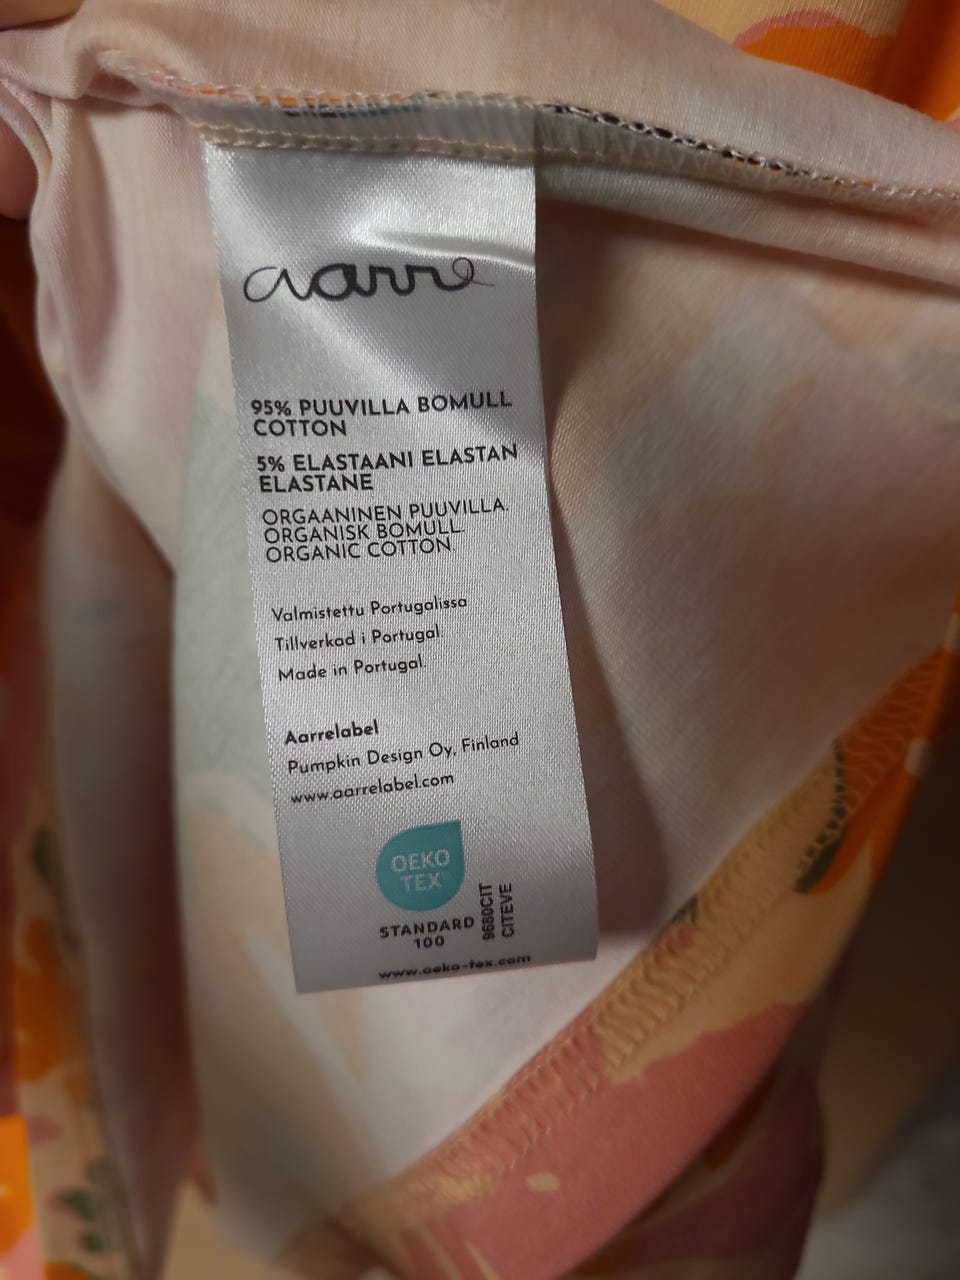 aarre
95% PUUVILLA BOMULL
COTTON
5% ELASTAANI ELASTAN
ELASTANE
ORGAANINEN PUUVILLA.
ORGANISK BOMULL.
ORGANIC COTTON.
Valmistettu Portugalissa
Tillverkad i Portugal.
Made in Portugal.
Aarrelabel
Pumpkin Design Oy, Finland
www.aarrelabel.com
OEKO
TEX®
STANDARD
100
9680CIT
CITEVE
www.oeko-tex.com